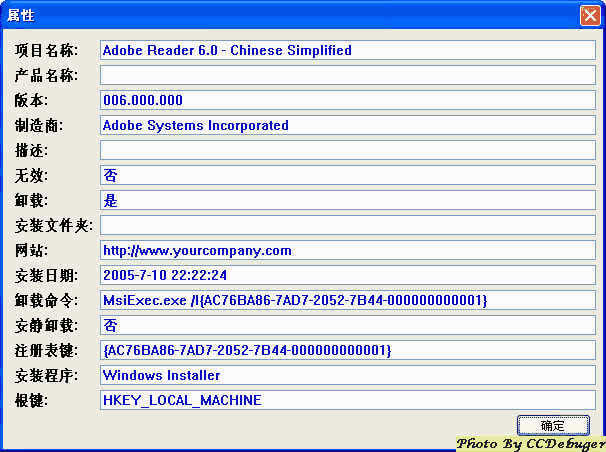 属性
项目名称: Adobe Reader 6.0 - Chinese Simplified
产品名称:
版本: 006.000.000
制造商: Adobe Systems Incorporated
描述:
无效: 否
卸载: 是
安装文件夹:
网站: http://www.yourcompany.com
安装日期: 2005-7-10 22:22:24
卸载命令: MsiExec.exe /I{AC76BA86-7AD7-2052-7B44-000000000001}
安静卸载: 否
注册表键: {AC76BA86-7AD7-2052-7B44-000000000001}
安装程序: Windows Installer
根键: HKEY_LOCAL_MACHINE
确定
Photo By CCDebuger